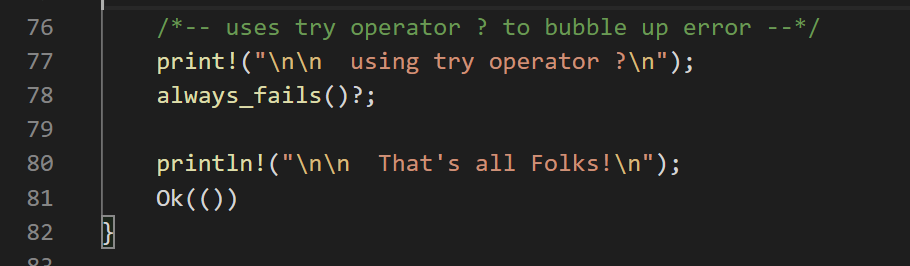 76 /*-- uses try operator ? to bubble up error --*/
77 print!("\n\n  using try operator ?\n");
78 always_fails()?;
79
80 println!("\n\n  That's all Folks!\n");
81 Ok(())
82 }
83